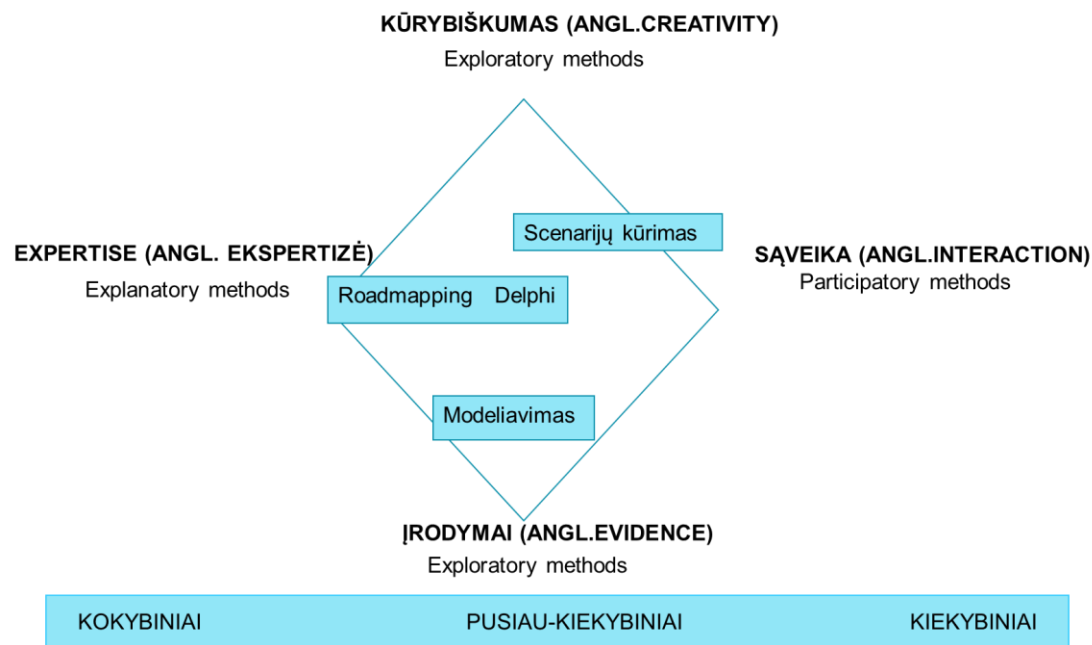 KŪRYBIŠKUMAS (ANGL.CREATIVITY)
Exploratory methods
Scenarijų kūrimas
EXPERTISE (ANGL. EKSPERTIZĖ)
Explanatory methods
SĄVEIKA (ANGL.INTERACTION)
Participatory methods
Roadmapping Delphi
Modeliavimas
ĮRODYMAI (ANGL.EVIDENCE)
Exploratory methods
KOKYBINIAI PUSIAU-KIEKYBINIAI KIEKYBINIAI